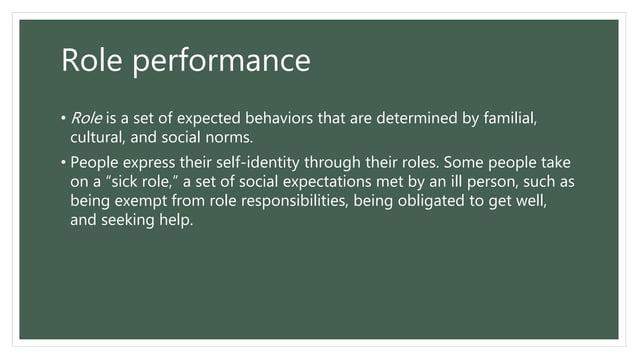 Role performance
• Role is a set of expected behaviors that are determined by familial,
cultural, and social norms.
• People express their self-identity through their roles. Some people take
on a “sick role,” a set of social expectations met by an ill person, such as
being exempt from role responsibilities, being obligated to get well,
and seeking help.